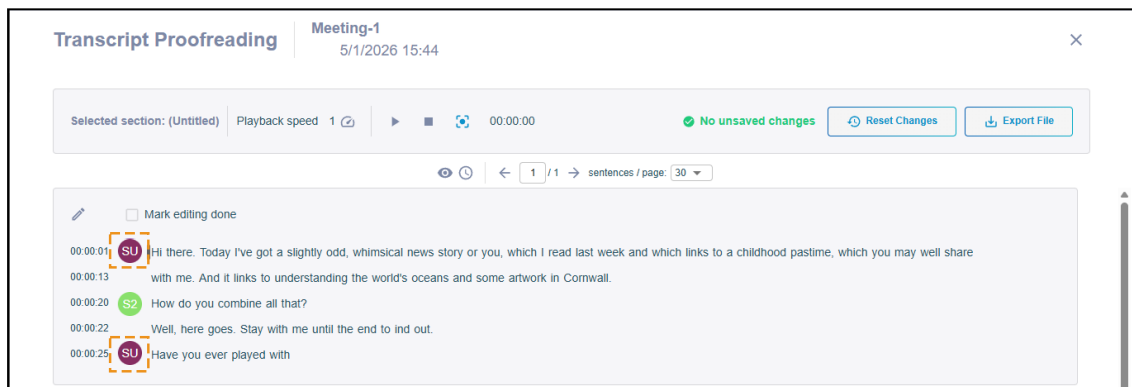 Transcript Proofreading
Meeting-1
5/1/2026 15:44
Selected section: (Untitled) Playback speed 1 00:00:00 No unsaved changes Reset Changes Export File
1 / 1 sentences / page: 30
Mark editing done
00:00:01 SU Hi there. Today I've got a slightly odd, whimsical news story or you, which I read last week and which links to a childhood pastime, which you may well share
00:00:13 with me. And it links to understanding the world's oceans and some artwork in Cornwall.
00:00:20 S2 How do you combine all that?
00:00:22 Well, here goes. Stay with me until the end to ind out.
00:00:25 SU Have you ever played with